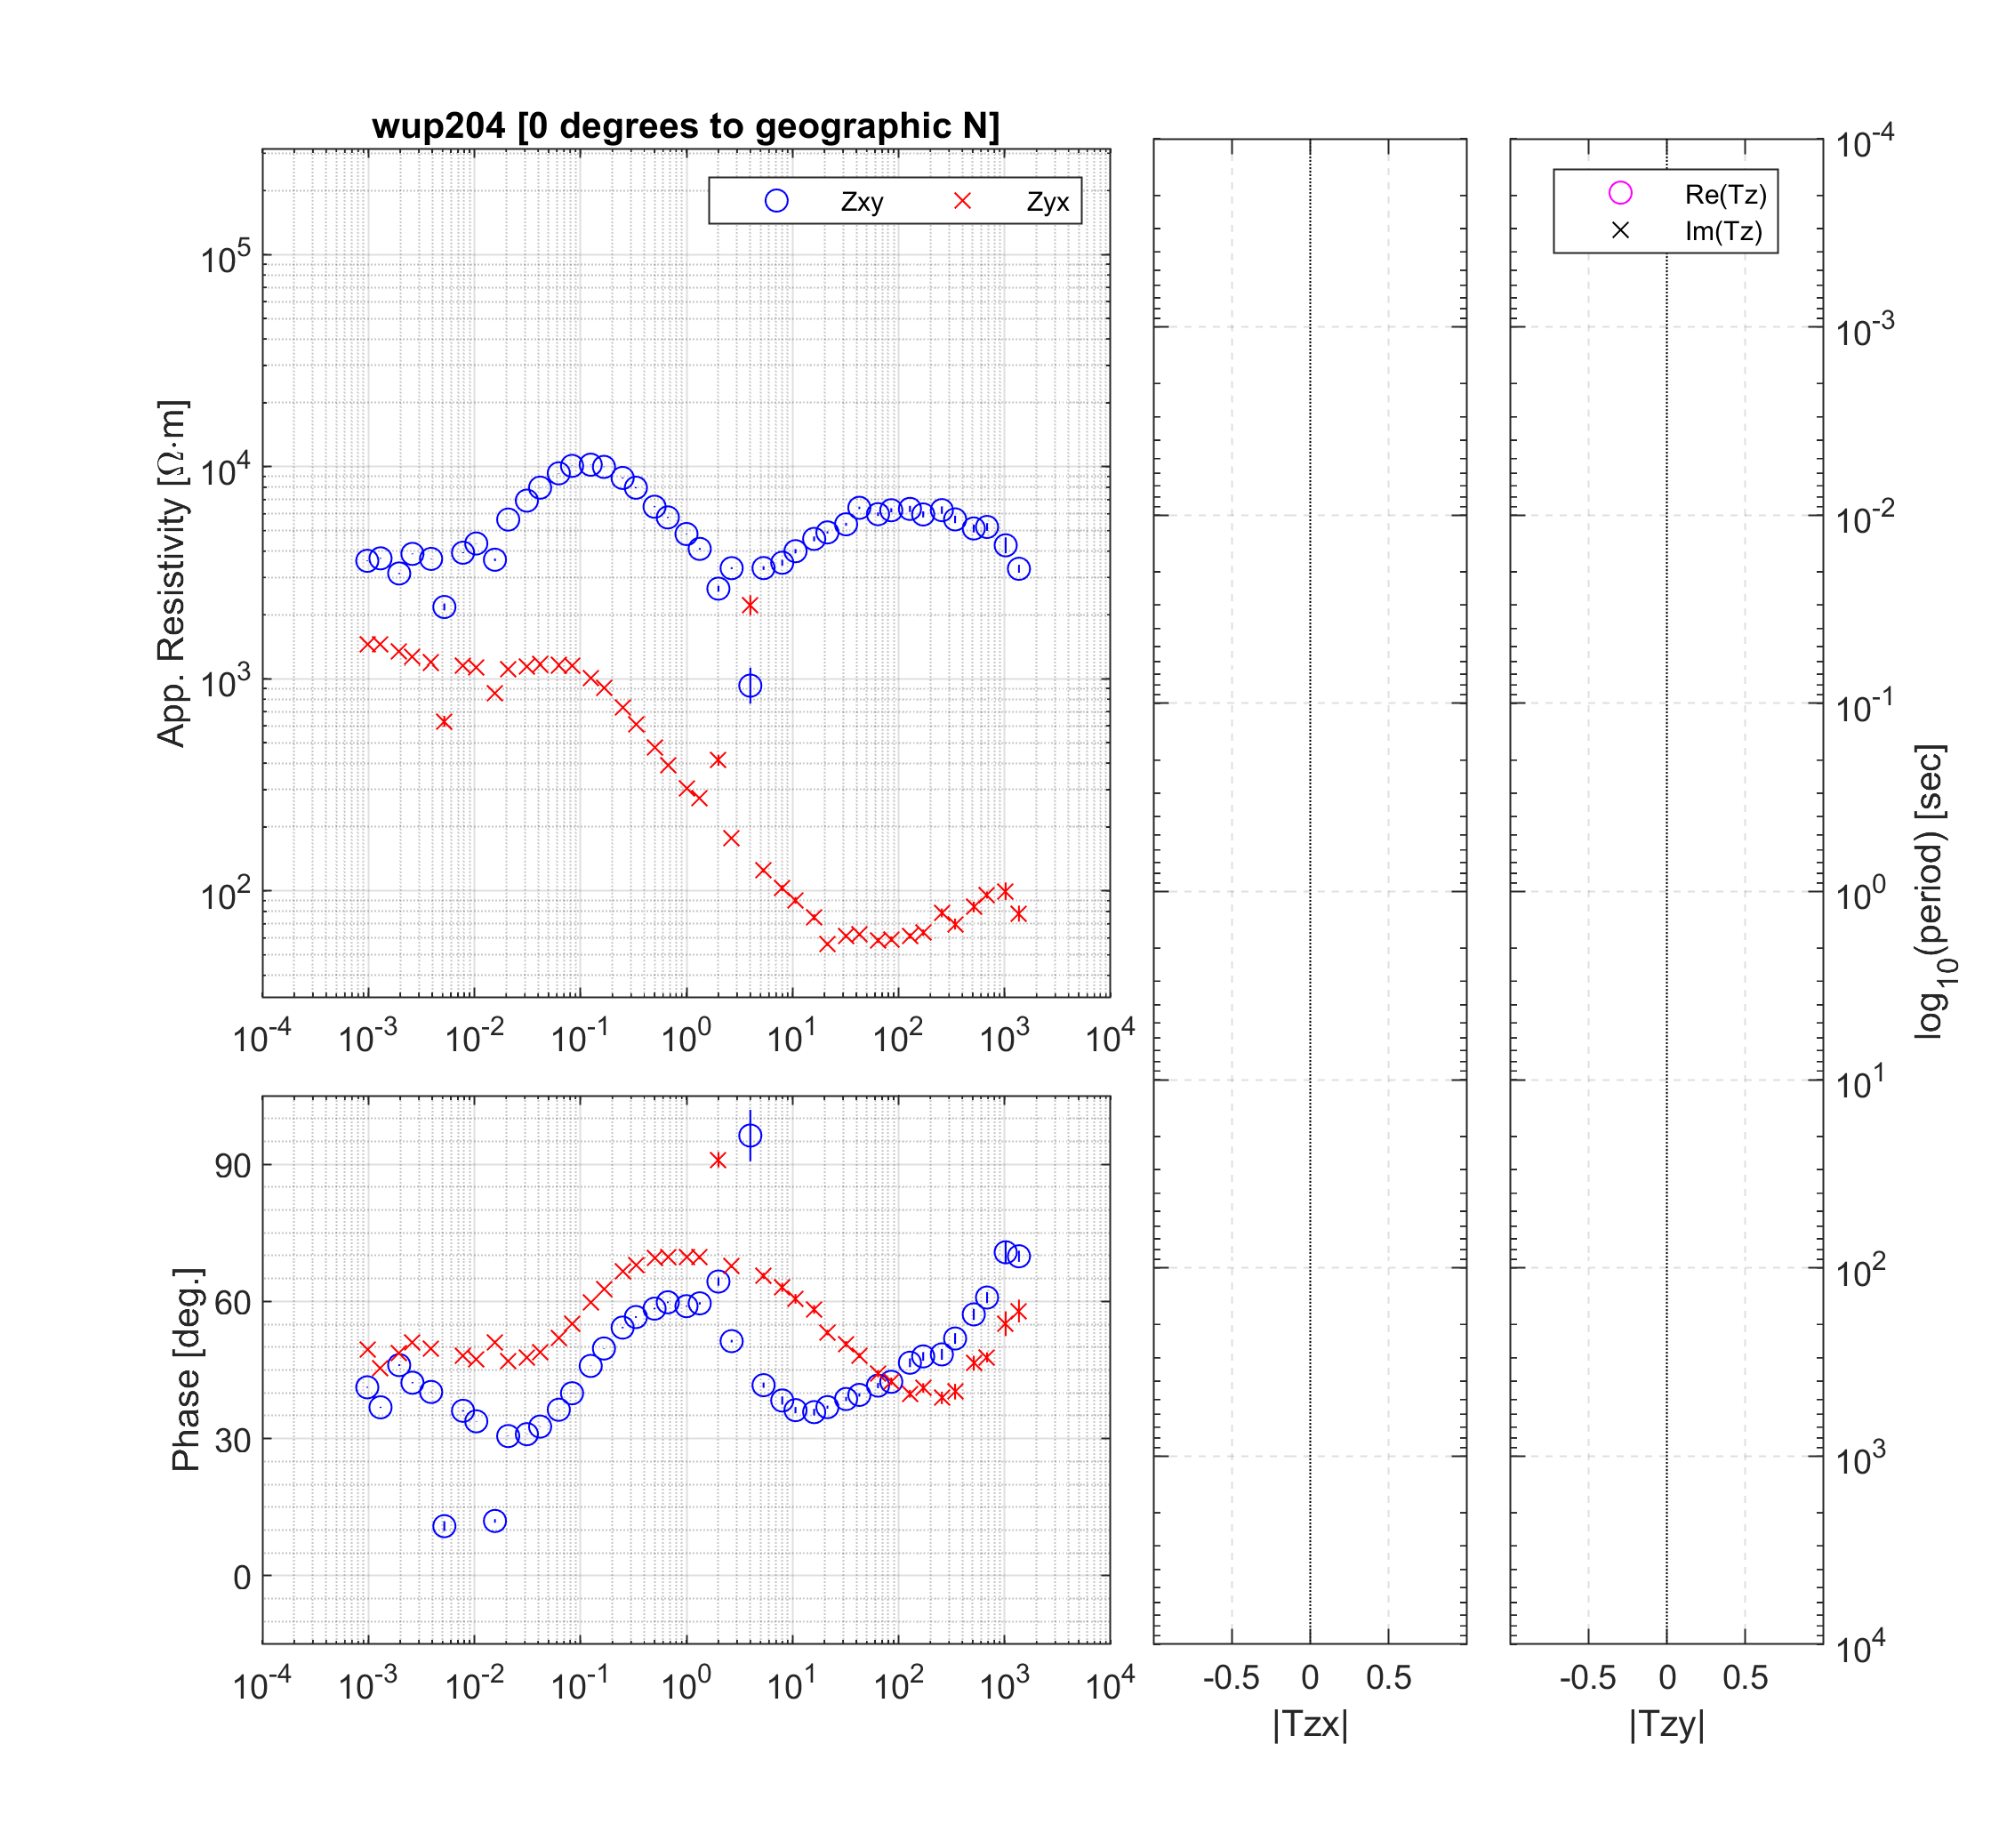 wup204 [0 degrees to geographic N]
Zxy Zyx
App. Resistivity [Ω·m]
10^5
10^4
10^3
10^2
10^-4 10^-3 10^-2 10^-1 10^0 10^1 10^2 10^3 10^4
Phase [deg.]
90
60
30
0
10^-4 10^-3 10^-2 10^-1 10^0 10^1 10^2 10^3 10^4
-0.5 0 0.5
|Tzx|
Re(Tz)
Im(Tz)
-0.5 0 0.5
|Tzy|
10^-4
10^-3
10^-2
10^-1
10^0
10^1
10^2
10^3
10^4
log10(period) [sec]